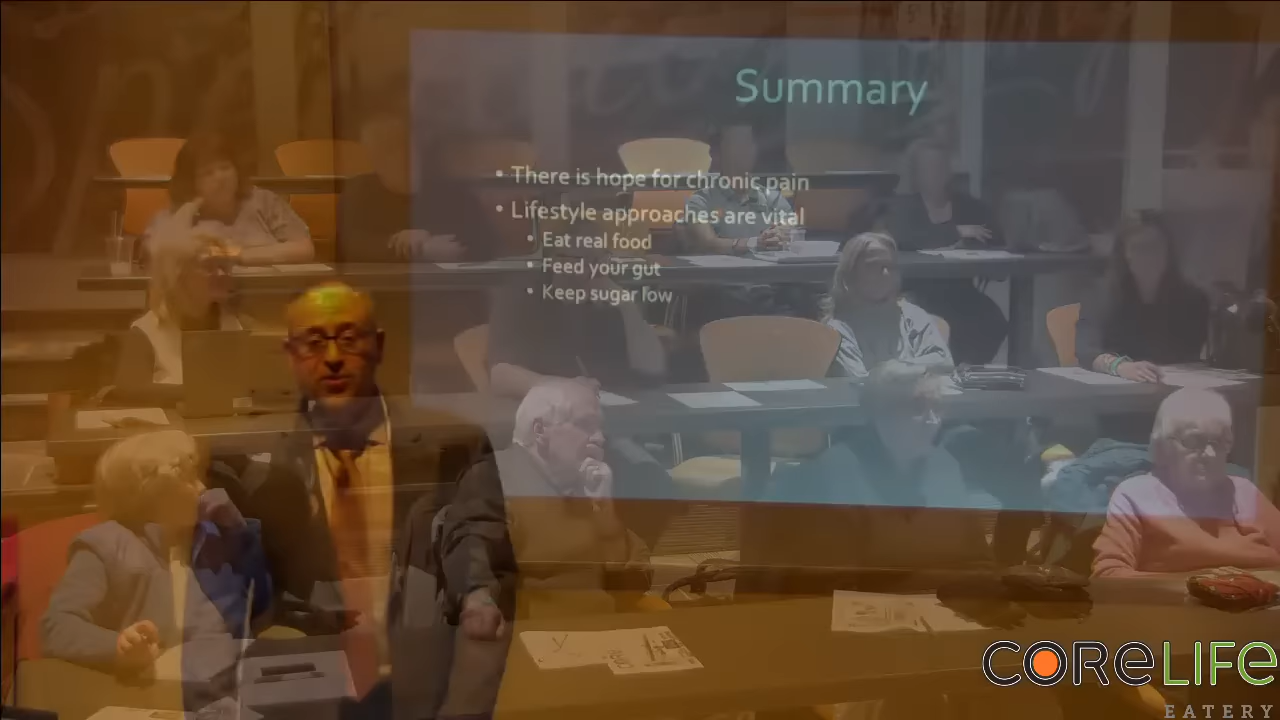 Summary
• There is hope for chronic pain
• Lifestyle approaches are vital
• Eat real food
• Feed your gut
• Keep sugar low
CORELIFE
EATERY